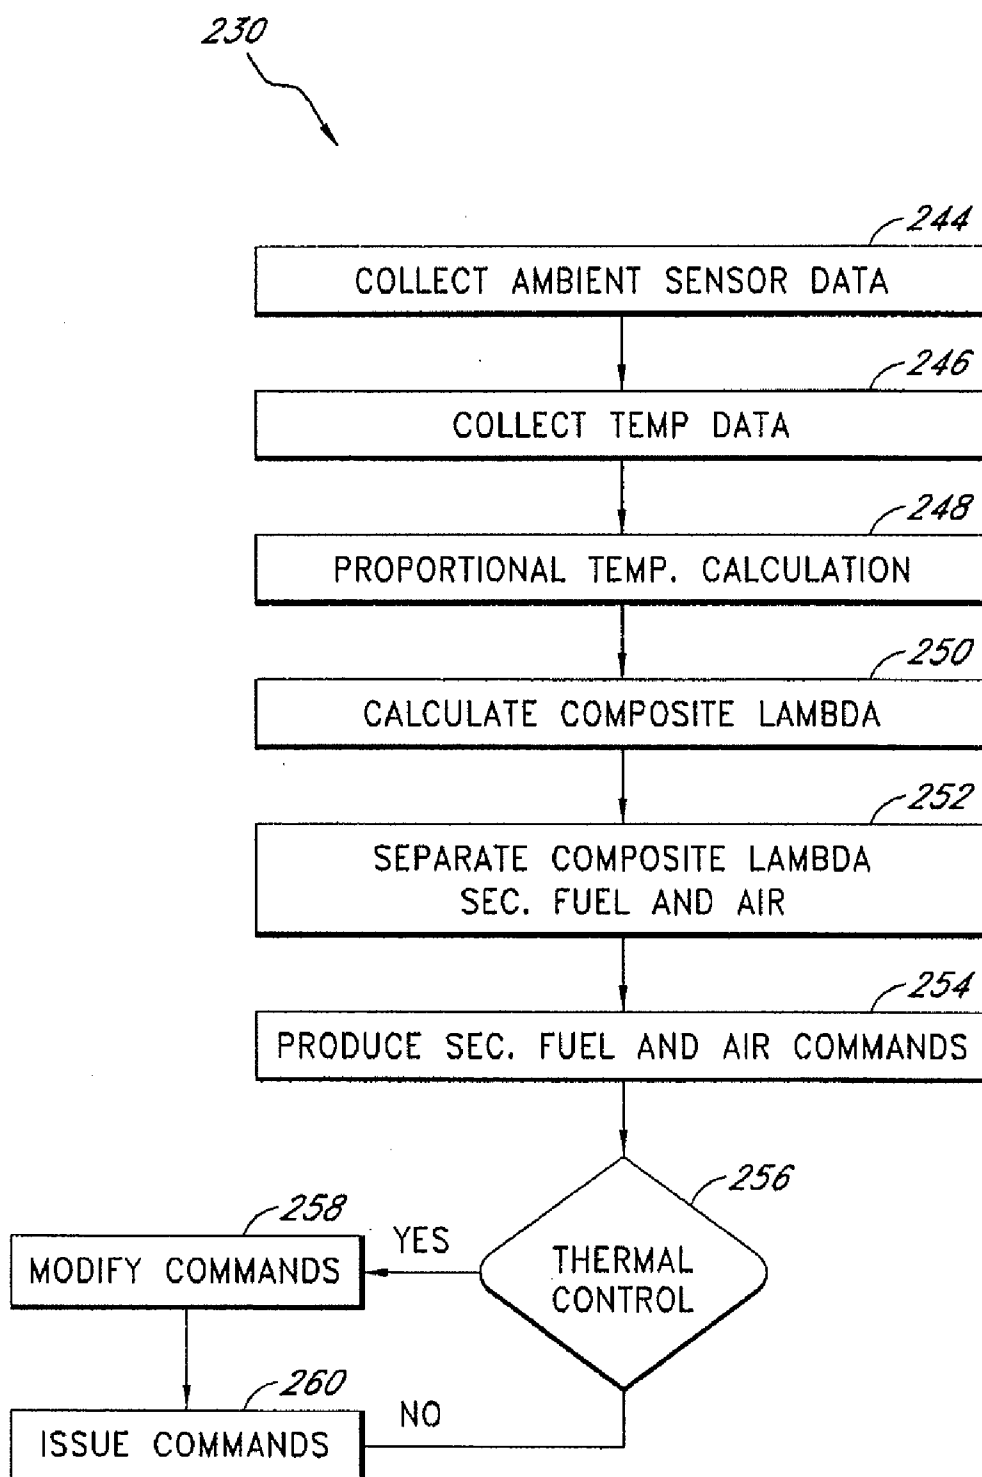 230
244
COLLECT AMBIENT SENSOR DATA
246
COLLECT TEMP DATA
248
PROPORTIONAL TEMP. CALCULATION
250
CALCULATE COMPOSITE LAMBDA
252
SEPARATE COMPOSITE LAMBDA
SEC. FUEL AND AIR
254
PRODUCE SEC. FUEL AND AIR COMMANDS
256
THERMAL
CONTROL
YES
258
MODIFY COMMANDS
260
NO
ISSUE COMMANDS